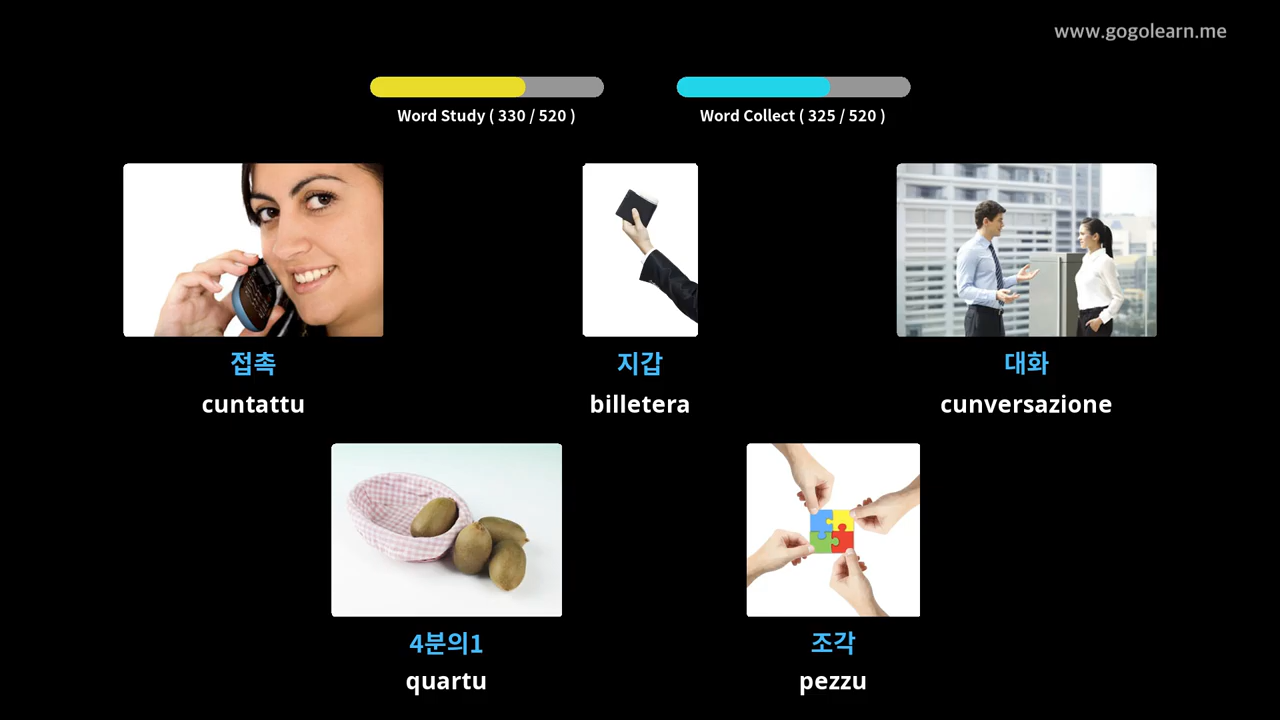 www.gogolearn.me
Word Study ( 330 / 520 )
Word Collect ( 325 / 520 )
접촉
cuntattu
지갑
billetera
대화
cunversazione
4분의1
quartu
조각
pezzu